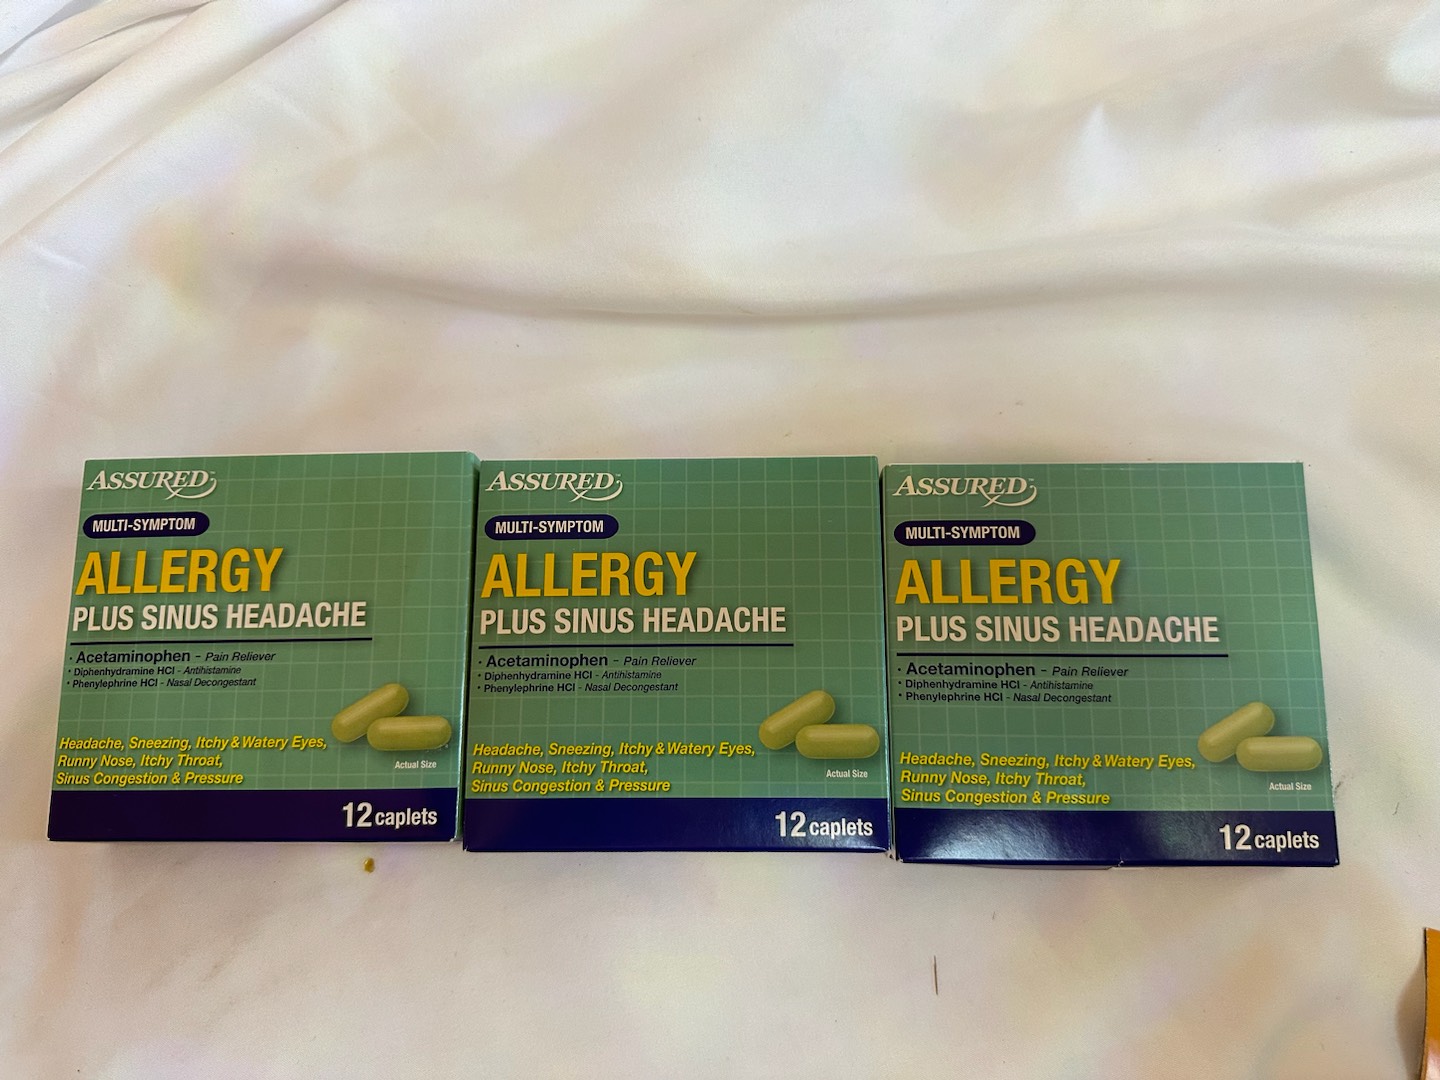 ASSURED™
MULTI-SYMPTOM
ALLERGY
PLUS SINUS HEADACHE
· Acetaminophen – Pain Reliever
• Diphenhydramine HCl - Antihistamine
• Phenylephrine HCl - Nasal Decongestant
Headache, Sneezing, Itchy & Watery Eyes,
Runny Nose, Itchy Throat,
Sinus Congestion & Pressure
Actual Size
12 caplets
ASSURED™
MULTI-SYMPTOM
ALLERGY
PLUS SINUS HEADACHE
· Acetaminophen – Pain Reliever
• Diphenhydramine HCl - Antihistamine
• Phenylephrine HCl - Nasal Decongestant
Headache, Sneezing, Itchy & Watery Eyes,
Runny Nose, Itchy Throat,
Sinus Congestion & Pressure
Actual Size
12 caplets
ASSURED™
MULTI-SYMPTOM
ALLERGY
PLUS SINUS HEADACHE
· Acetaminophen – Pain Reliever
• Diphenhydramine HCl - Antihistamine
• Phenylephrine HCl - Nasal Decongestant
Headache, Sneezing, Itchy & Watery Eyes,
Runny Nose, Itchy Throat,
Sinus Congestion & Pressure
Actual Size
12 caplets